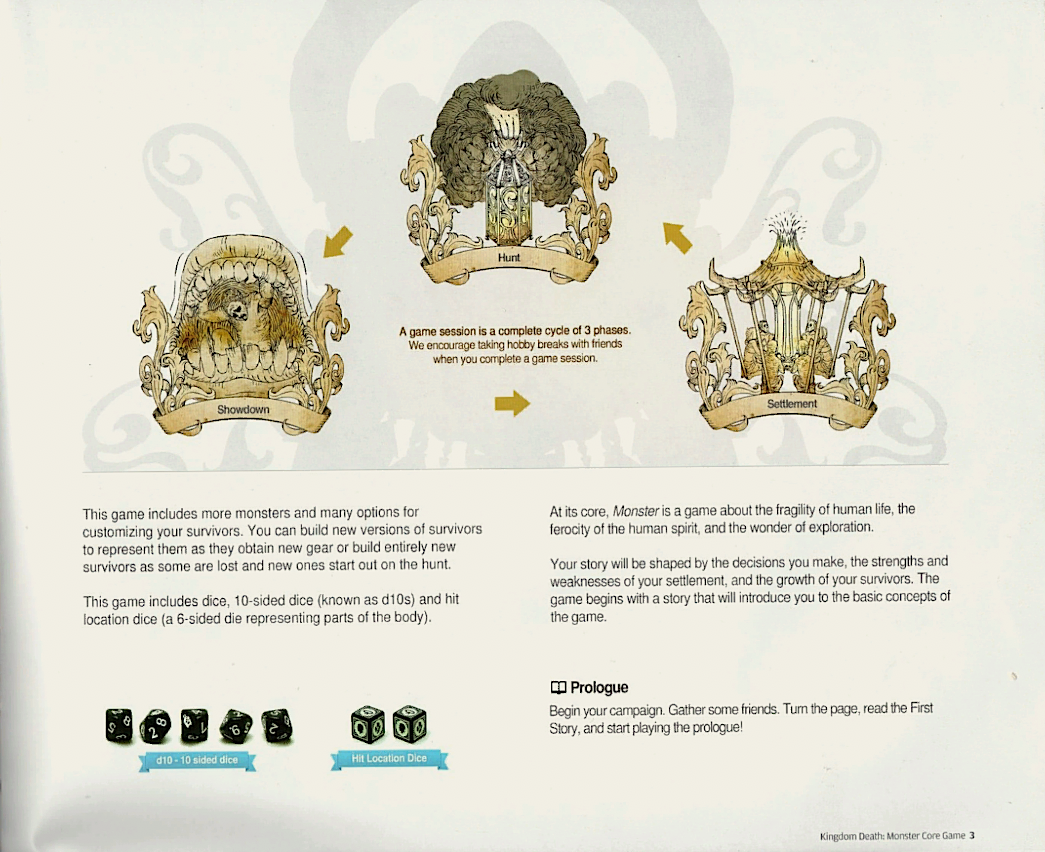 Hunt
A game session is a complete cycle of 3 phases.
We encourage taking hobby breaks with friends
when you complete a game session.
Showdown
Settlement
This game includes more monsters and many options for
customizing your survivors. You can build new versions of survivors
to represent them as they obtain new gear or build entirely new
survivors as some are lost and new ones start out on the hunt.
This game includes dice, 10-sided dice (known as d10s) and hit
location dice (a 6-sided die representing parts of the body).
d10 - 10 sided dice
Hit Location Dice
At its core, Monster is a game about the fragility of human life, the
ferocity of the human spirit, and the wonder of exploration.
Your story will be shaped by the decisions you make, the strengths and
weaknesses of your settlement, and the growth of your survivors. The
game begins with a story that will introduce you to the basic concepts of
the game.
Prologue
Begin your campaign. Gather some friends. Turn the page, read the First
Story, and start playing the prologue!
Kingdom Death: Monster Core Game 3